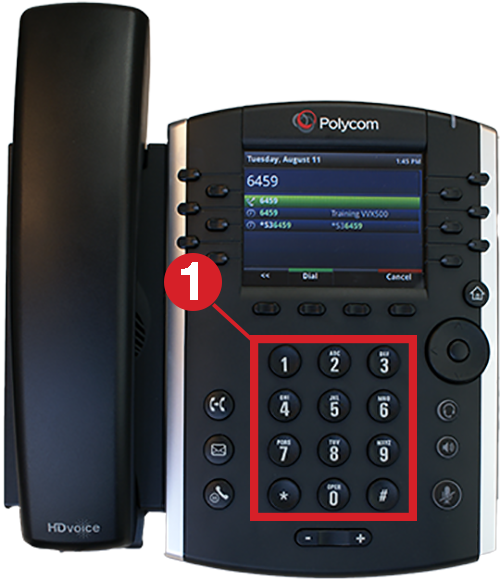 Polycom
Tuesday, August 11 1:45 PM
6459
6459
6459 Training VVX500
*536459 *536459
<< Dial Cancel
1
1
ABC
2
DEF
3
GHI
4
JKL
5
MNO
6
PQRS
7
TUV
8
WXYZ
9
*
OPER
0
#
- +
HDvoice